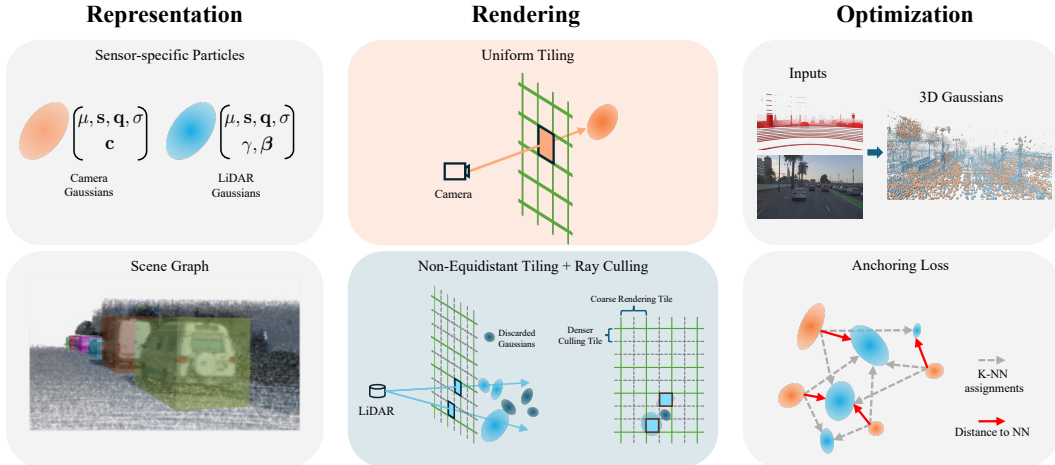 Representation
Sensor-specific Particles
μ, s, q, σ
c
μ, s, q, σ
γ, β
Camera
Gaussians
LiDAR
Gaussians
Scene Graph
Rendering
Uniform Tiling
Camera
Non-Equidistant Tiling + Ray Culling
Discarded
Gaussians
LiDAR
Coarse Rendering Tile
Denser
Culling Tile
Optimization
Inputs
3D Gaussians
Anchoring Loss
K-NN
assignments
Distance to NN